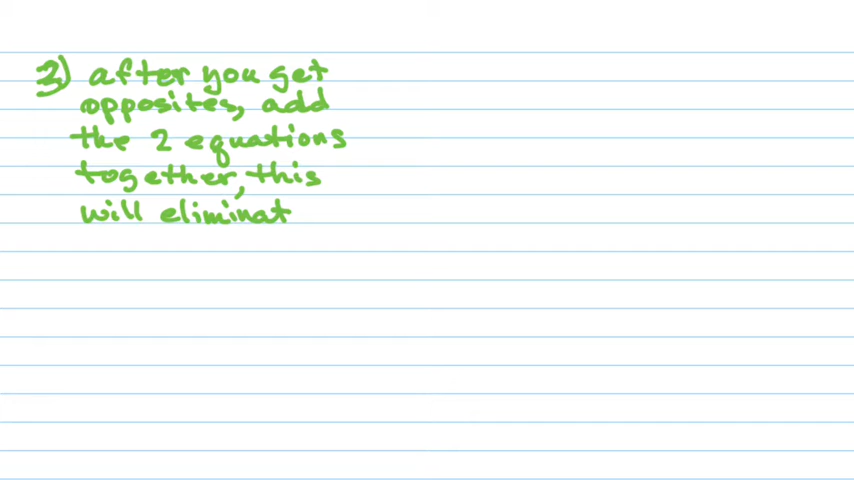 3) after you get
opposites, add
the 2 equations
together, this
will eliminat